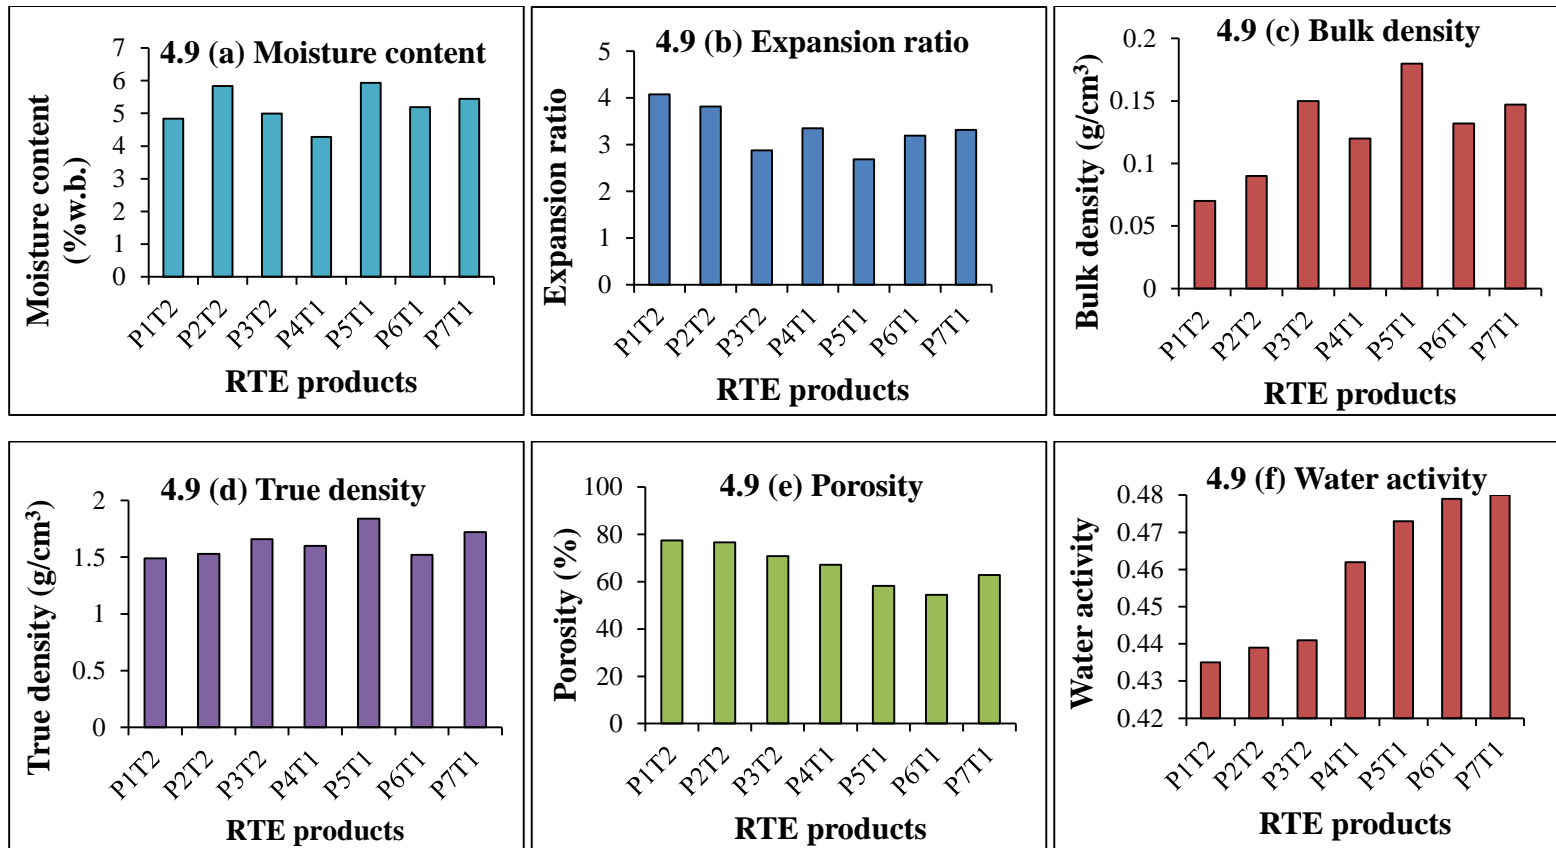 4.9 (a) Moisture content
Moisture content
(%w.b.)
7
6
5
4
3
2
1
0
P1T2
P2T2
P3T2
P4T1
P5T1
P6T1
P7T1
RTE products
4.9 (b) Expansion ratio
Expansion ratio
5
4
3
2
1
0
P1T2
P2T2
P3T2
P4T1
P5T1
P6T1
P7T1
RTE products
4.9 (c) Bulk density
Bulk density (g/cm³)
0.2
0.15
0.1
0.05
0
P1T2
P2T2
P3T2
P4T1
P5T1
P6T1
P7T1
RTE products
4.9 (d) True density
True density (g/cm³)
2
1.5
1
0.5
0
P1T2
P2T2
P3T2
P4T1
P5T1
P6T1
P7T1
RTE products
4.9 (e) Porosity
Porosity (%)
100
80
60
40
20
0
P1T2
P2T2
P3T2
P4T1
P5T1
P6T1
P7T1
RTE products
4.9 (f) Water activity
Water activity
0.48
0.47
0.46
0.45
0.44
0.43
0.42
P1T2
P2T2
P3T2
P4T1
P5T1
P6T1
P7T1
RTE products